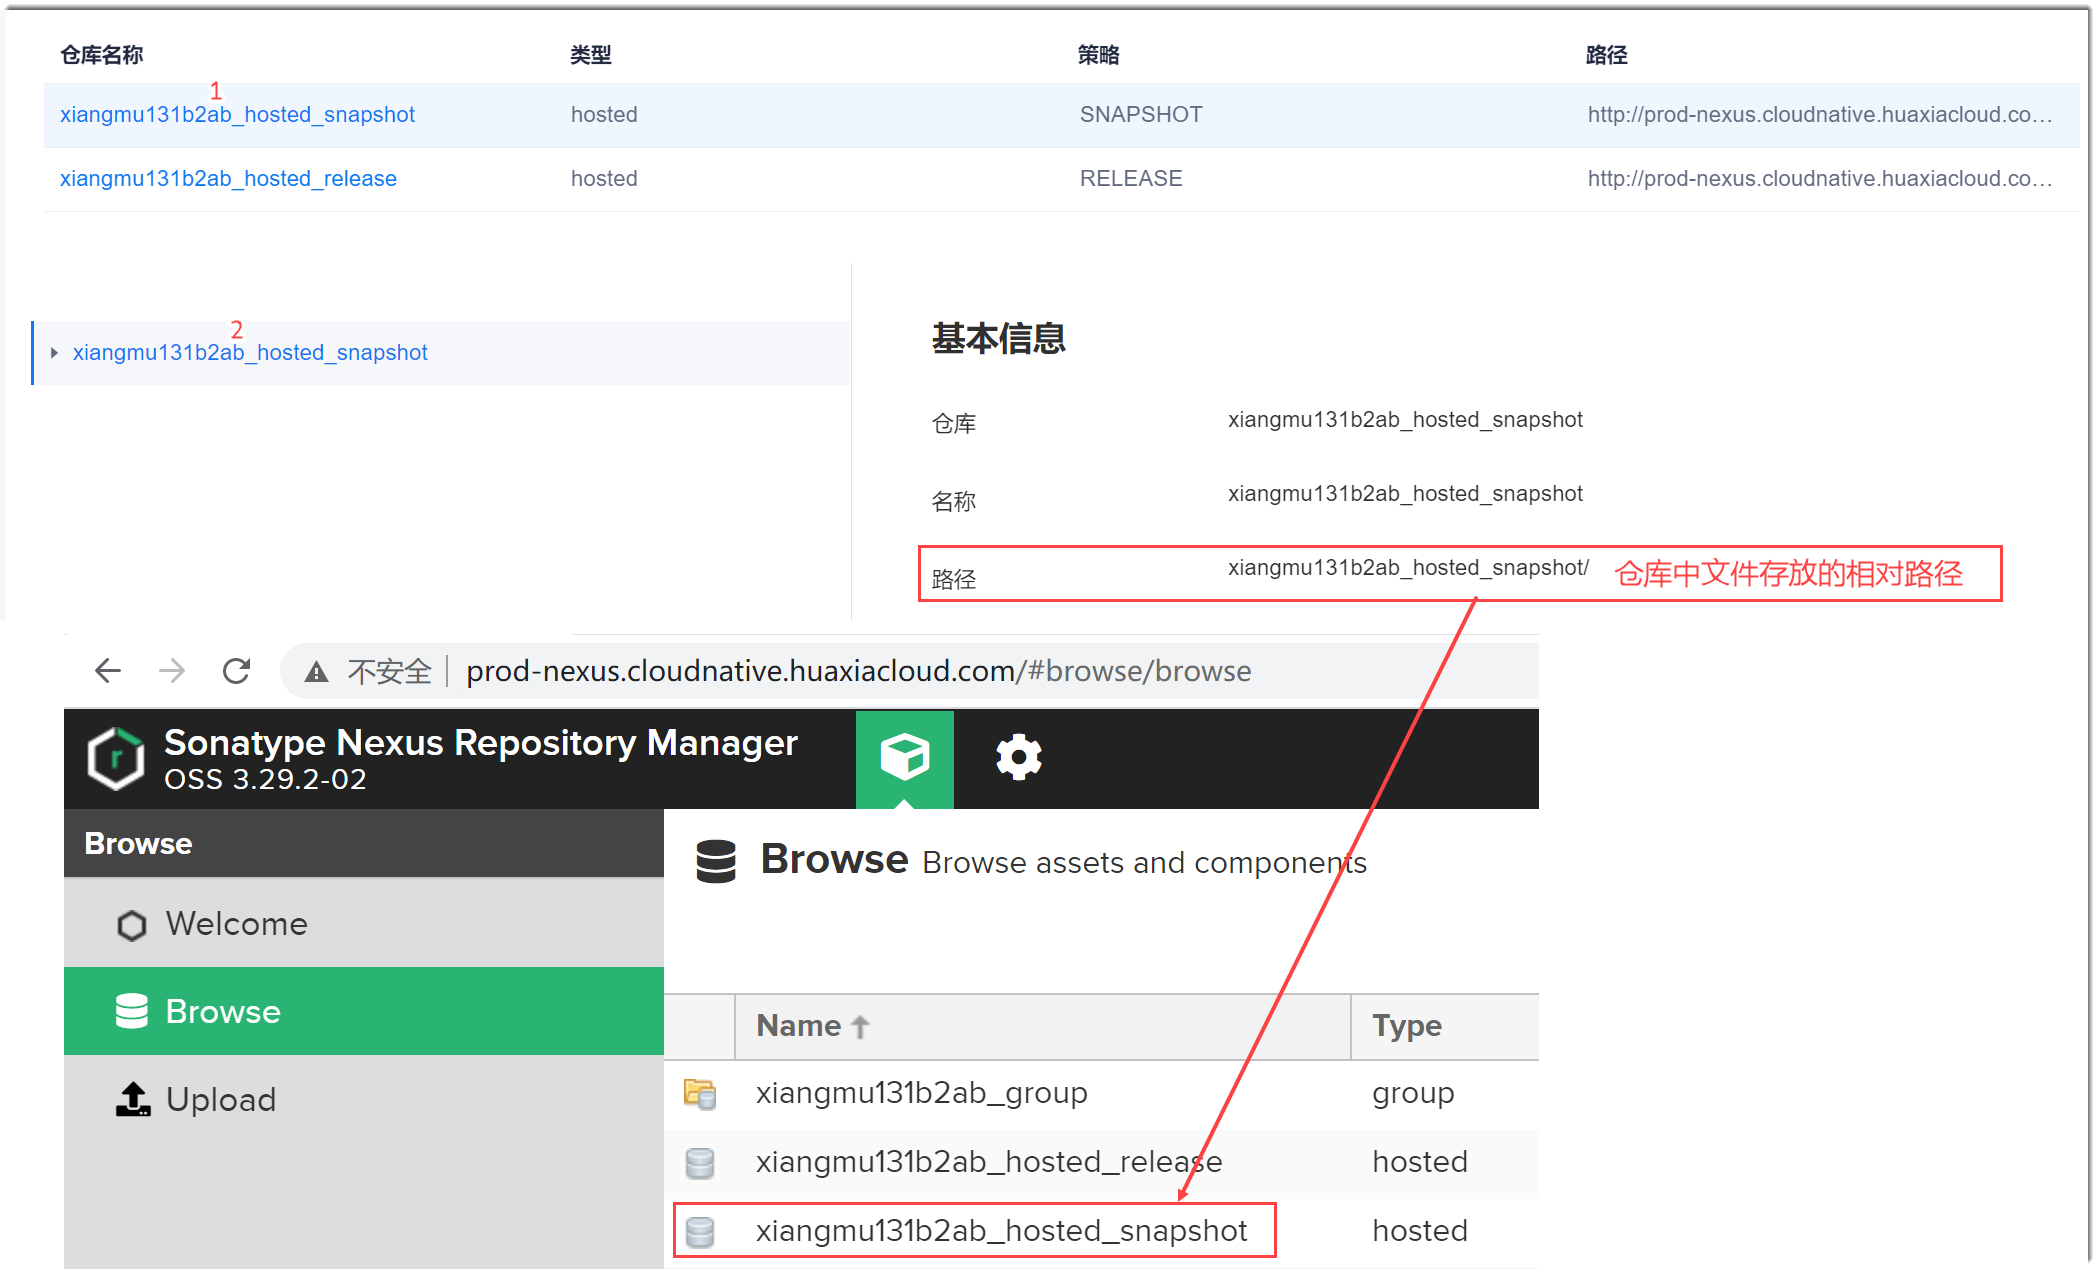 仓库名称 类型 策略 路径
1
xiangmu131b2ab_hosted_snapshot hosted SNAPSHOT http://prod-nexus.cloudnative.huaxiacloud.co...
xiangmu131b2ab_hosted_release hosted RELEASE http://prod-nexus.cloudnative.huaxiacloud.co...
2
xiangmu131b2ab_hosted_snapshot
基本信息
仓库 xiangmu131b2ab_hosted_snapshot
名称 xiangmu131b2ab_hosted_snapshot
路径 xiangmu131b2ab_hosted_snapshot/ 仓库中文件存放的相对路径
不安全 prod-nexus.cloudnative.huaxiacloud.com/#browse/browse
Sonatype Nexus Repository Manager
OSS 3.29.2-02
Browse
Welcome
Browse
Upload
Browse Browse assets and components
Name Type
xiangmu131b2ab_group group
xiangmu131b2ab_hosted_release hosted
xiangmu131b2ab_hosted_snapshot hosted